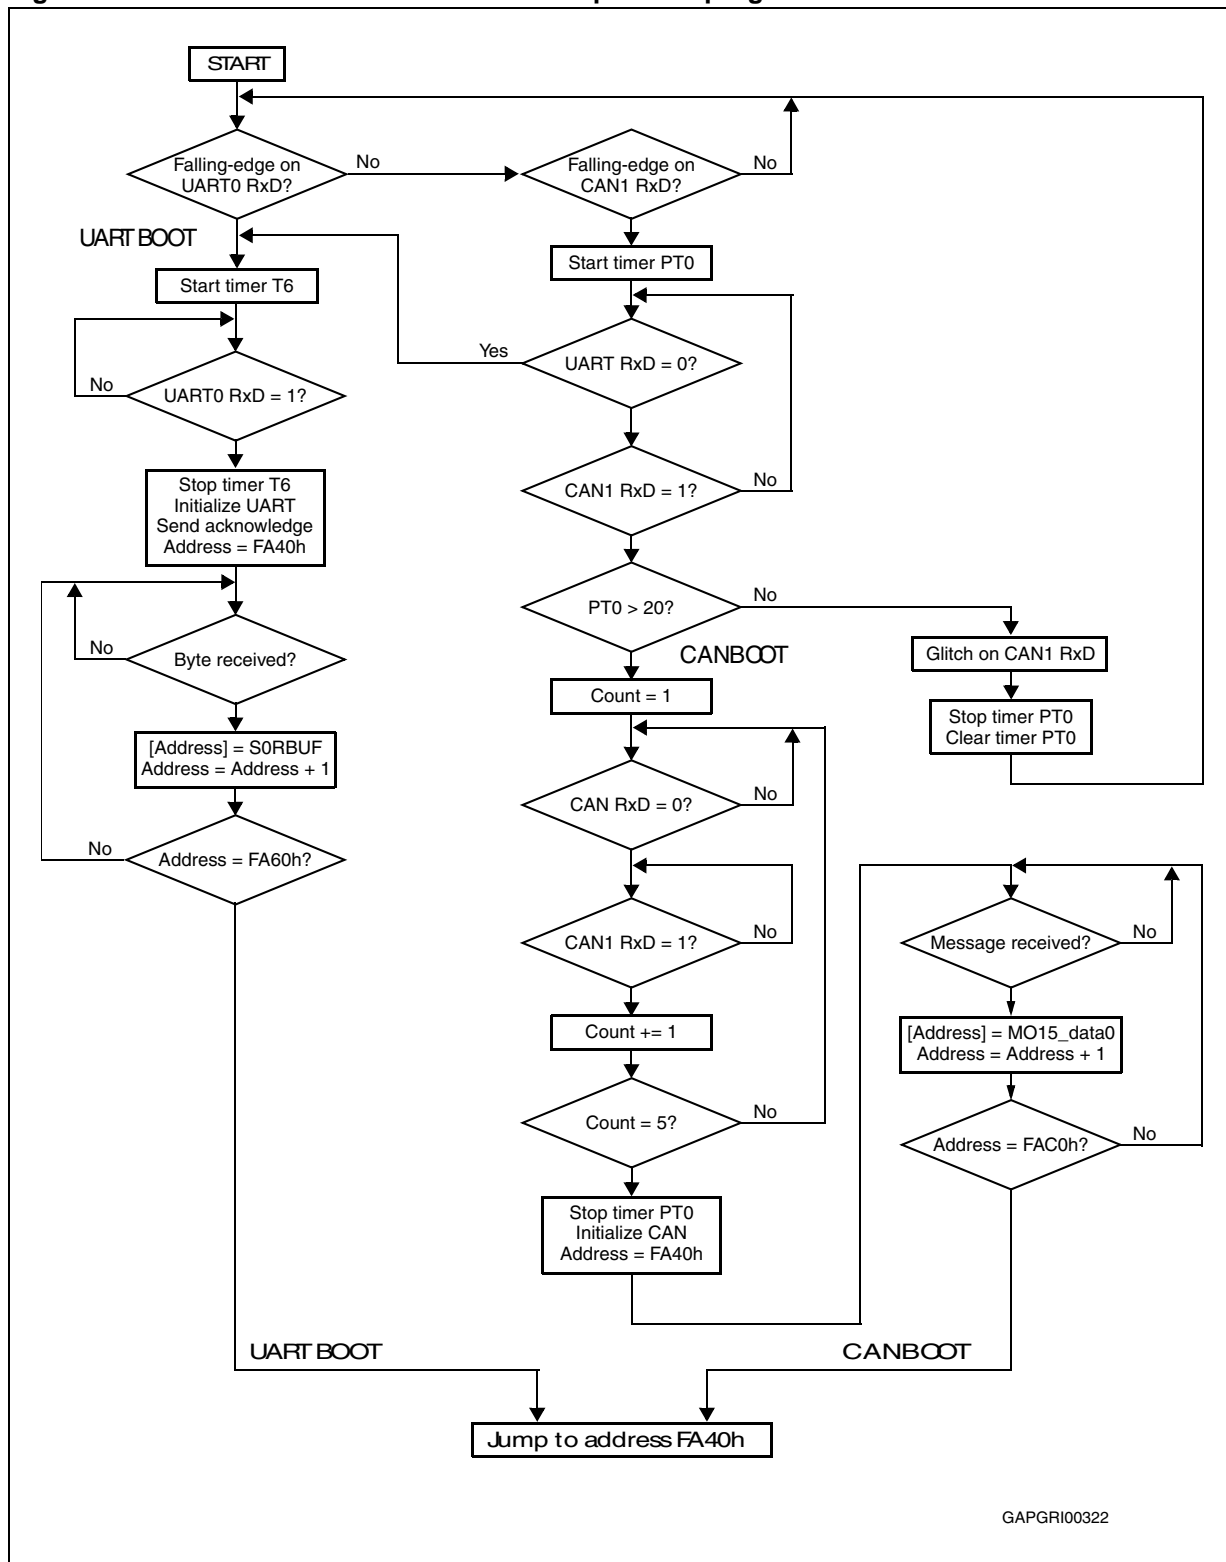 START
Falling-edge on
UART0 RxD?
No
Falling-edge on
CAN1 RxD?
No
UART BOOT
Start timer T6
Start timer PT0
UART0 RxD = 1?
No
UART RxD = 0?
Yes
Stop timer T6
Initialize UART
Send acknowledge
Address = FA40h
CAN1 RxD = 1?
No
PT0 > 20?
No
Byte received?
No
CANBOOT
Glitch on CAN1 RxD
Count = 1
Stop timer PT0
Clear timer PT0
[Address] = S0RBUF
Address = Address + 1
CAN RxD = 0?
No
Address = FA60h?
No
CAN1 RxD = 1?
No
Message received?
No
Count += 1
[Address] = MO15_data0
Address = Address + 1
Count = 5?
No
Address = FAC0h?
No
Stop timer PT0
Initialize CAN
Address = FA40h
UART BOOT
CANBOOT
Jump to address FA40h
GAPGRI00322